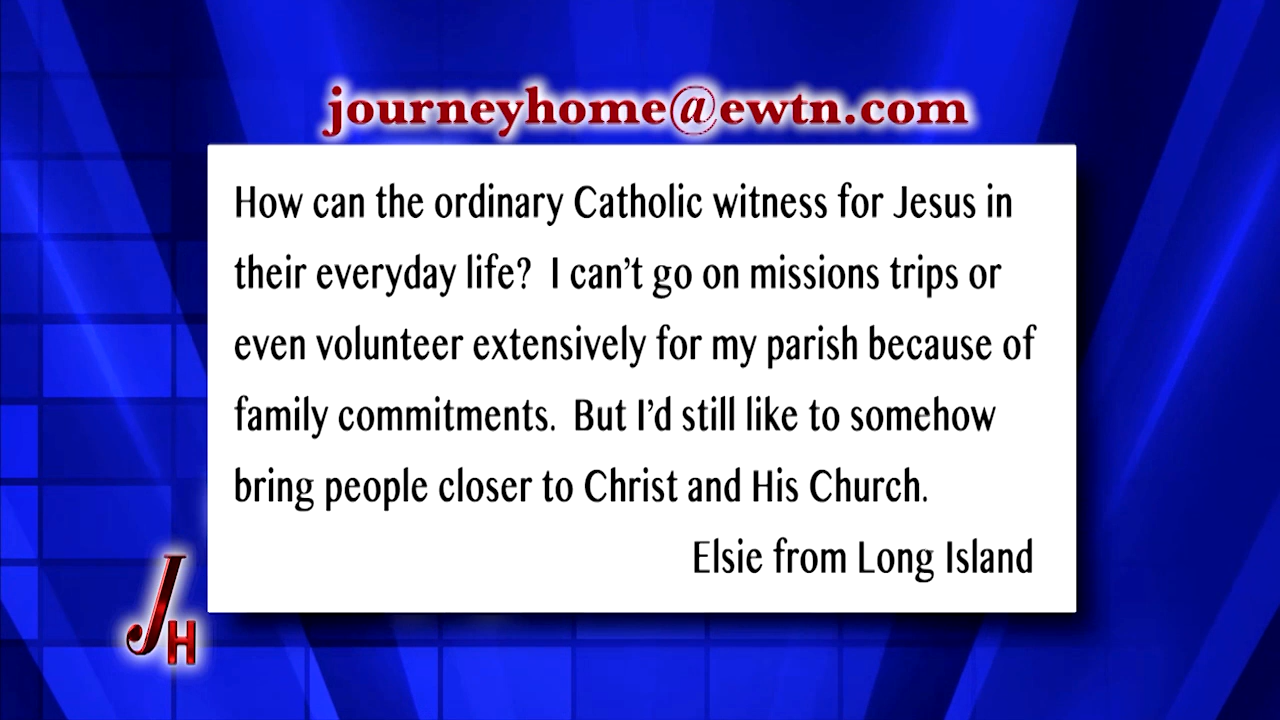 journeyhome@ewtn.com
How can the ordinary Catholic witness for Jesus in
their everyday life?  I can't go on missions trips or
even volunteer extensively for my parish because of
family commitments.  But I'd still like to somehow
bring people closer to Christ and His Church.
Elsie from Long Island
JH